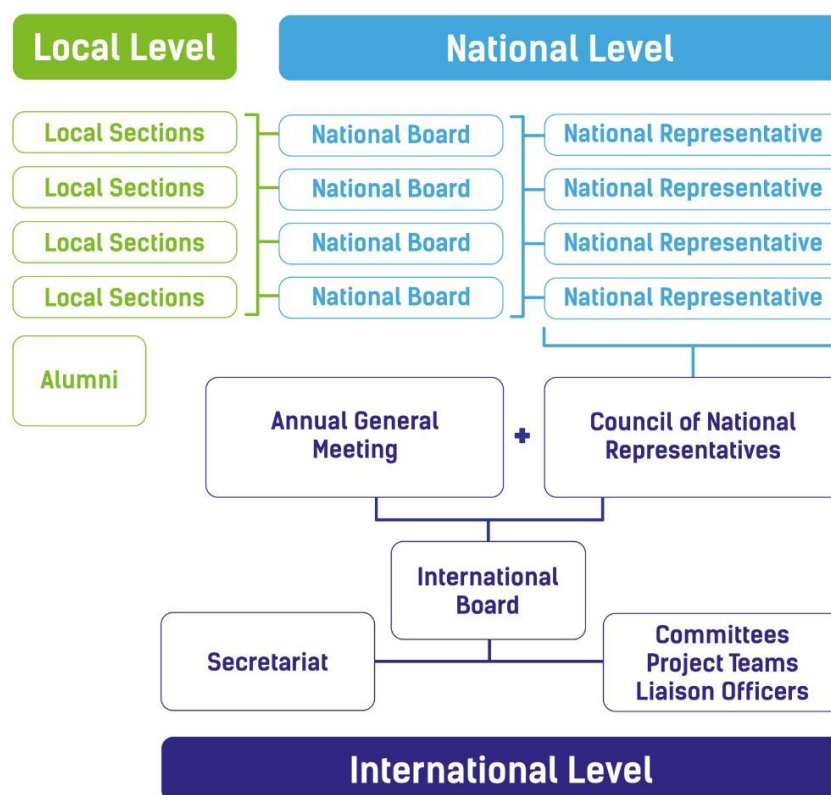 Local Level
National Level
Local Sections
National Board
National Representative
Local Sections
National Board
National Representative
Local Sections
National Board
National Representative
Local Sections
National Board
National Representative
Alumni
Annual General
Meeting
+
Council of National
Representatives
International
Board
Secretariat
Committees
Project Teams
Liaison Officers
International Level